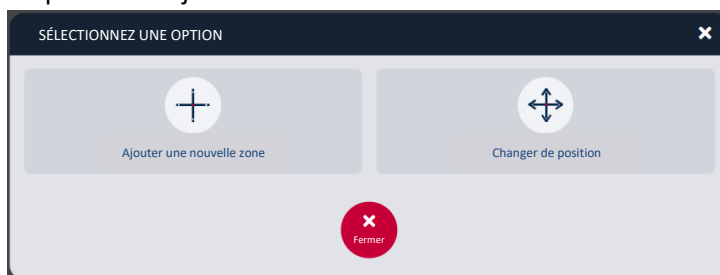 SÉLECTIONNEZ UNE OPTION
Ajouter une nouvelle zone
Changer de position
Fermer